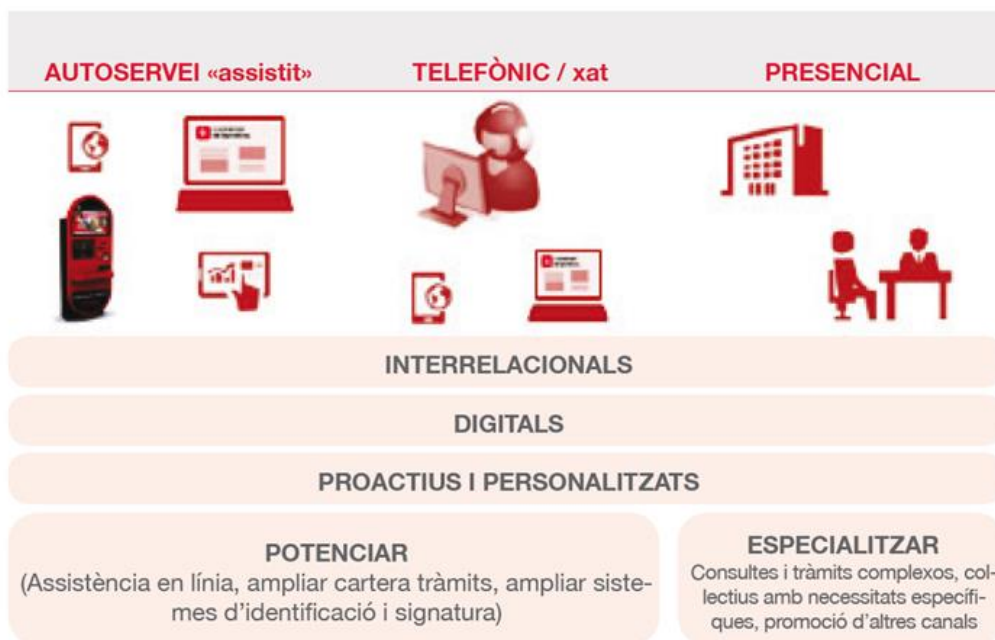 AUTOSERVEI «assistit»
TELEFÒNIC / xat
PRESENCIAL
INTERRELACIONALS
DIGITALS
PROACTIUS I PERSONALITZATS
POTENCIAR
(Assistència en línia, ampliar cartera tràmits, ampliar siste-
mes d’identificació i signatura)
ESPECIALITZAR
Consultes i tràmits complexos, col-
lectius amb necessitats específi-
ques, promoció d’altres canals